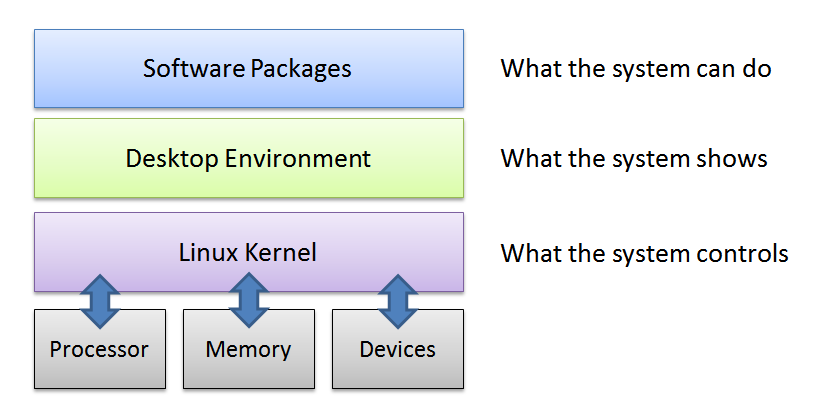 Software Packages
What the system can do
Desktop Environment
What the system shows
Linux Kernel
What the system controls
Processor
Memory
Devices